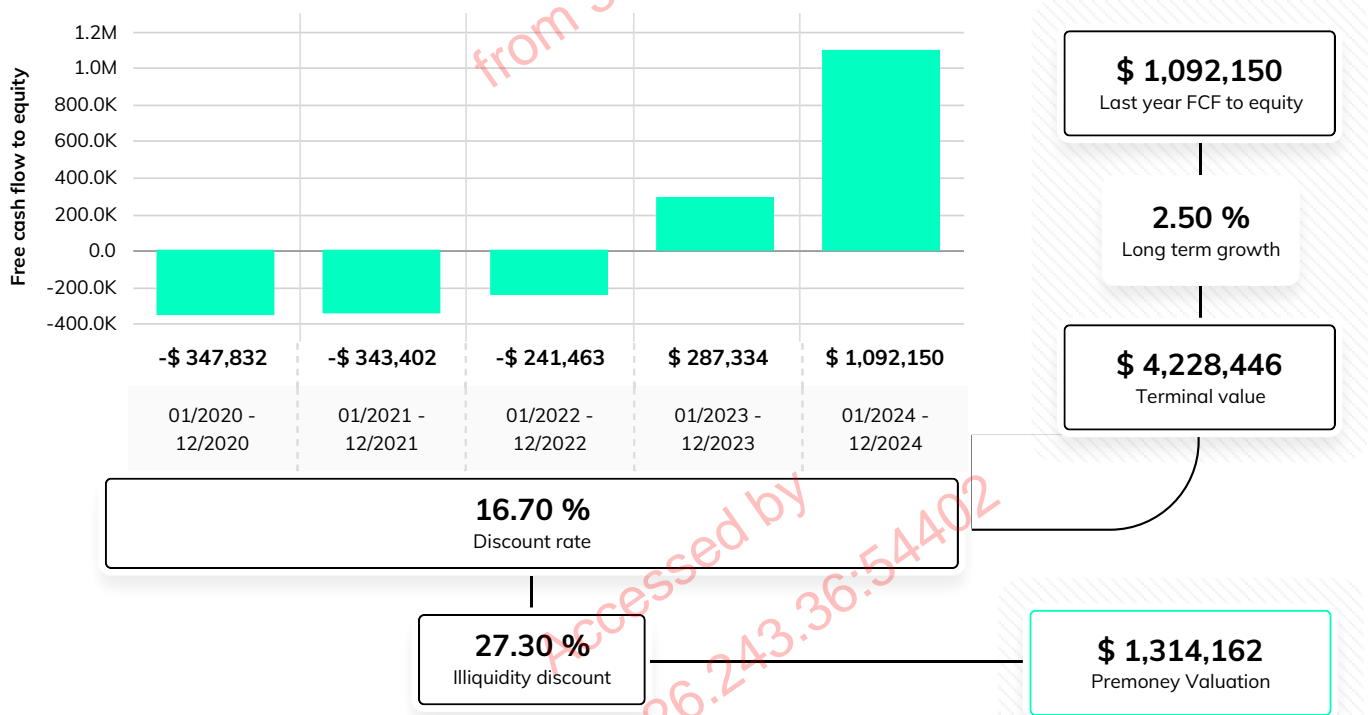 Free cash flow to equity
1.2M
1.0M
800.0K
600.0K
400.0K
200.0K
0.0
-200.0K
-400.0K
-$ 347,832
-$ 343,402
-$ 241,463
$ 287,334
$ 1,092,150
01/2020 -
12/2020
01/2021 -
12/2021
01/2022 -
12/2022
01/2023 -
12/2023
01/2024 -
12/2024
$ 1,092,150
Last year FCF to equity
2.50 %
Long term growth
$ 4,228,446
Terminal value
16.70 %
Discount rate
27.30 %
Illiquidity discount
$ 1,314,162
Premoney Valuation
from
Accessed by
36.243.36:54402